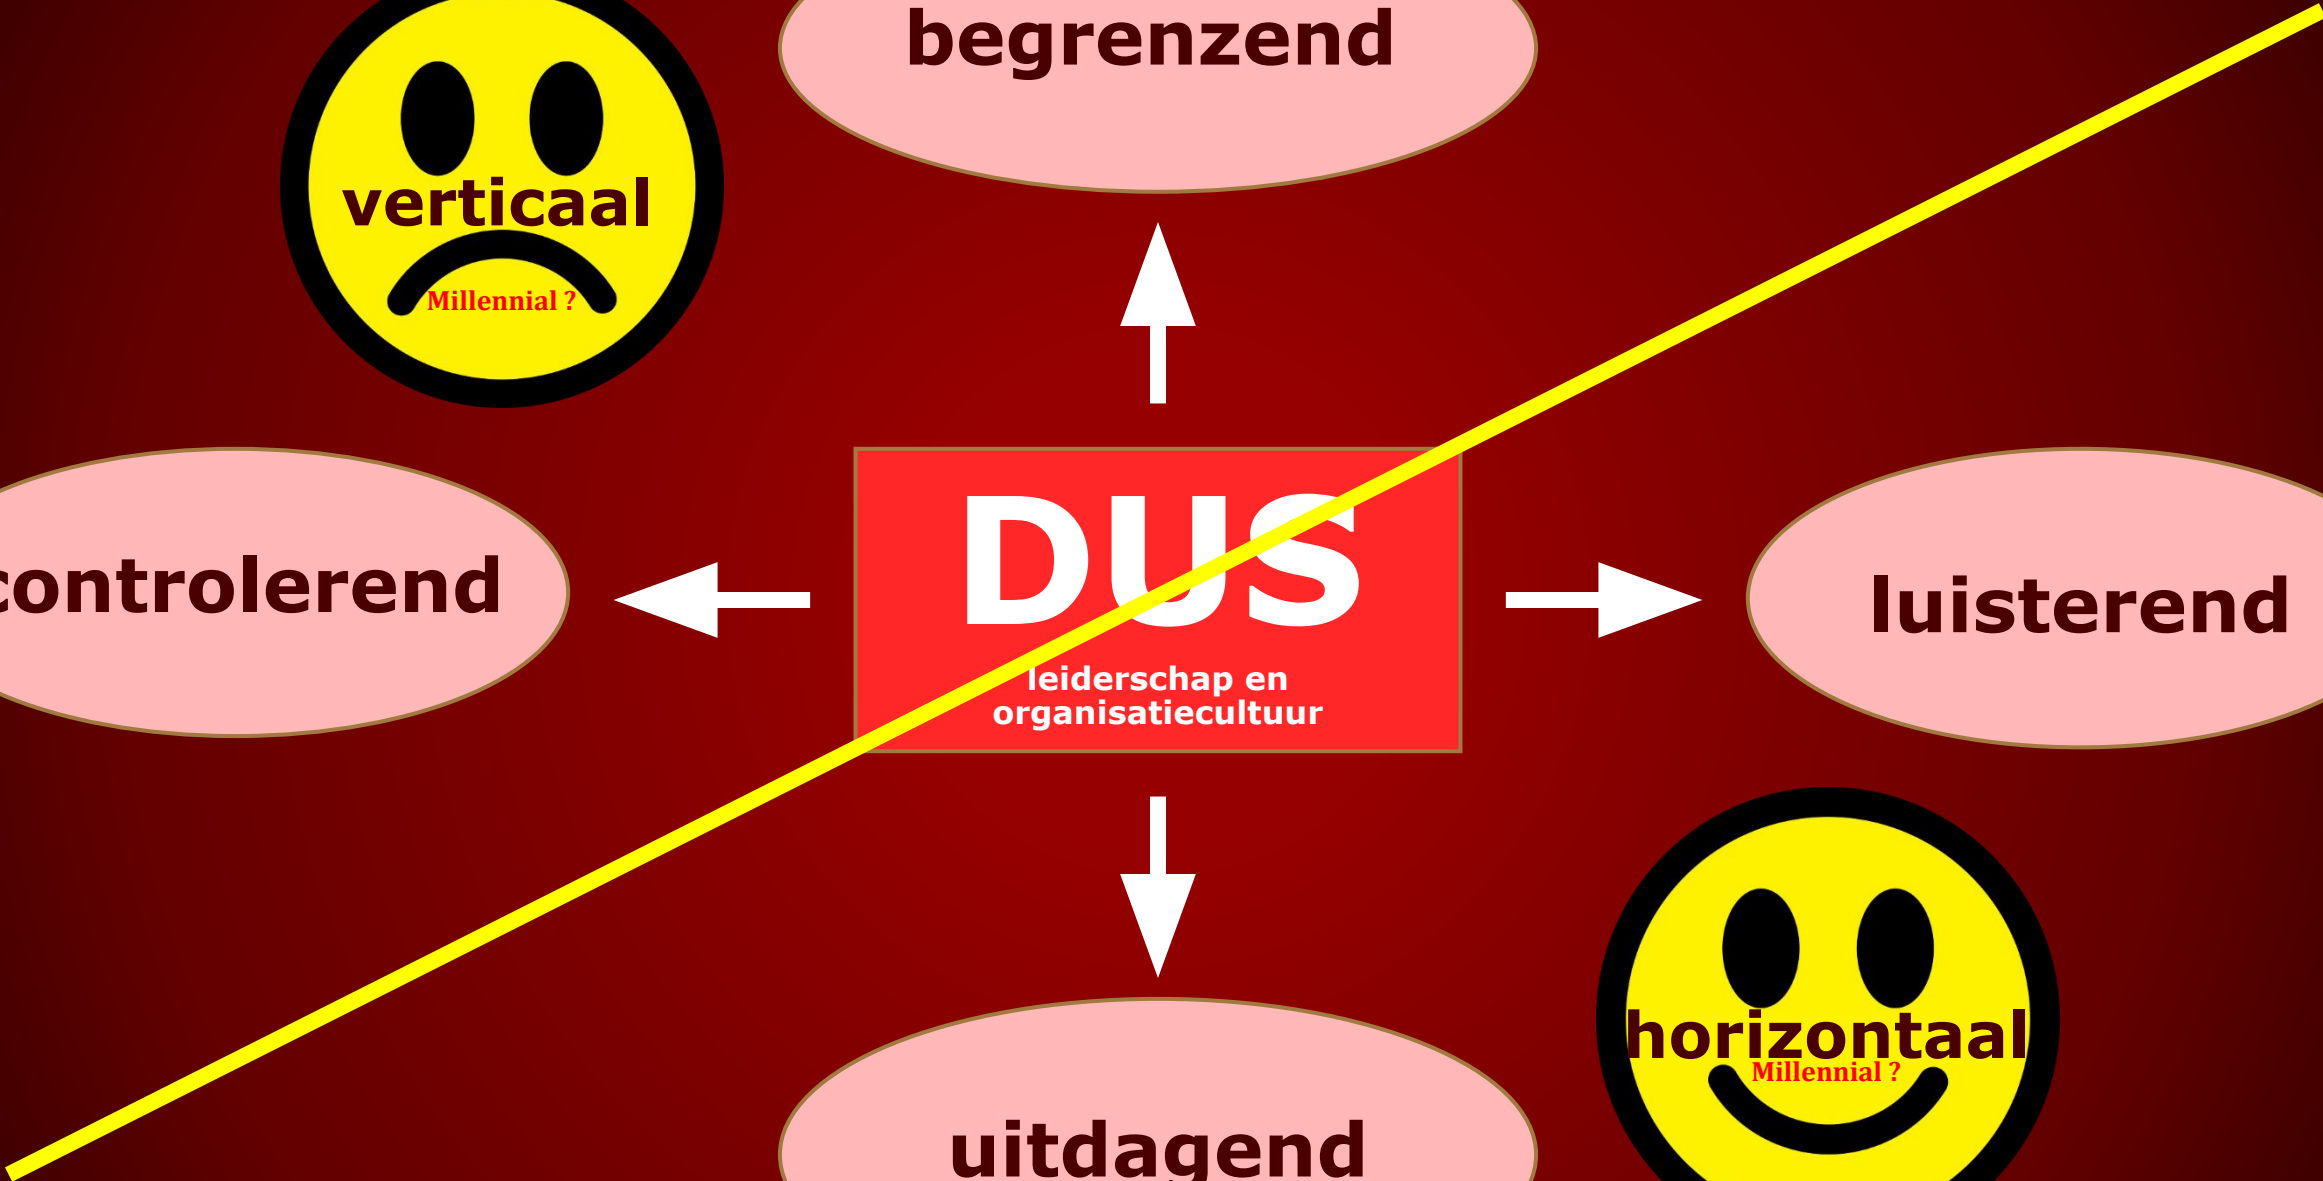 begrenzend
verticaal
Millennial ?
controlerend
DUS
leiderschap en
organisatiecultuur
luisterend
horizontaal
Millennial ?
uitdagend